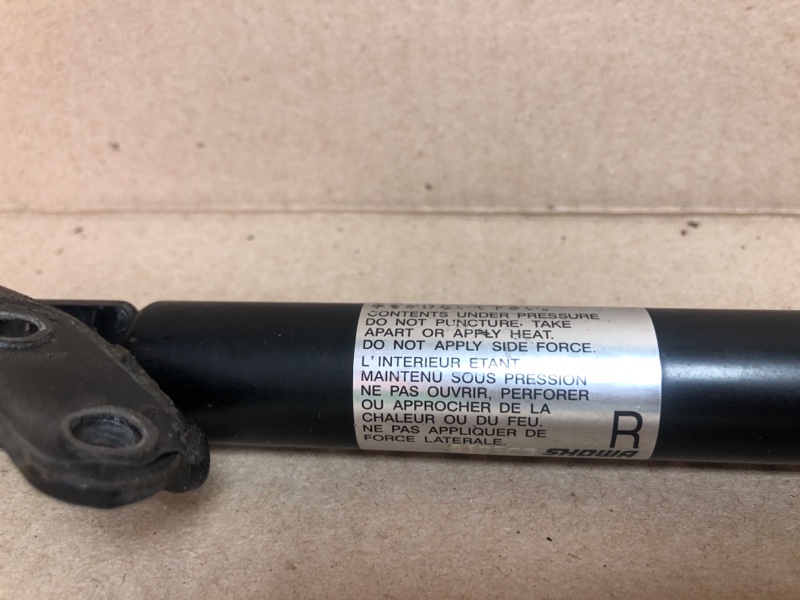 CONTENTS UNDER PRESSURE
DO NOT PUNCTURE, TAKE
APART OR APPLY HEAT.
DO NOT APPLY SIDE FORCE.
L'INTERIEUR ETANT
MAINTENU SOUS PRESSION
NE PAS OUVRIR, PERFORER
OU APPROCHER DE LA
CHALEUR OU DU FEU.
NE PAS APPLIQUER DE
FORCE LATERALE.
R
SHOWA